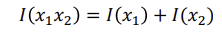 I(x₁x₂) = I(x₁) + I(x₂)